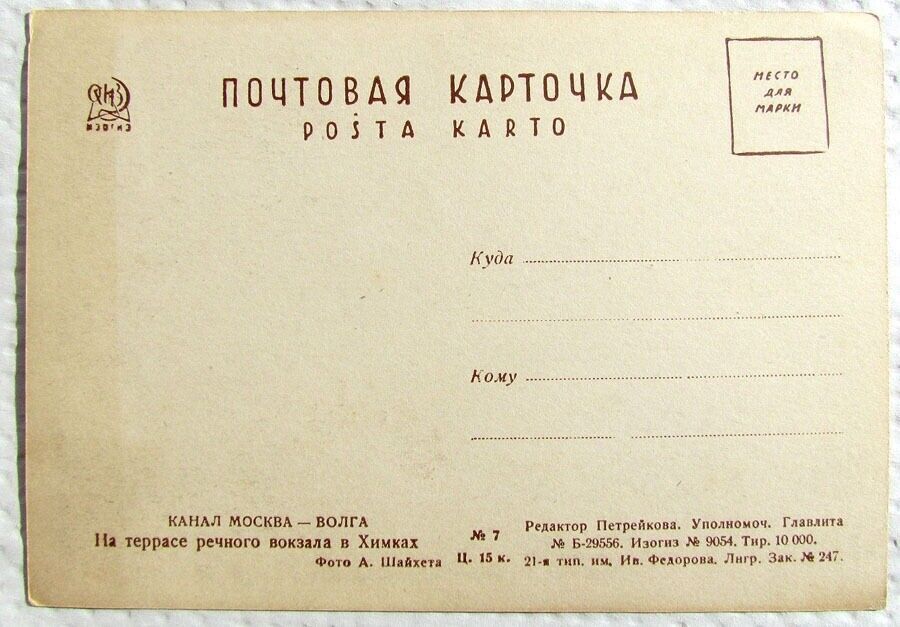 ИЗОГИЗ
ПОЧТОВАЯ КАРТОЧКА
POŜTA KARTO
МЕСТО
ДЛЯ
МАРКИ
Куда
Кому
КАНАЛ МОСКВА — ВОЛГА
На террасе речного вокзала в Химках
Фото А. Шайхета
№ 7
Ц. 15 к.
Редактор Петрейкова. Уполномоч. Главлита
№ Б-29556. Изогиз № 9054. Тир. 10 000.
21-я тип. им. Ив. Федорова. Лнгр. Зак. № 247.